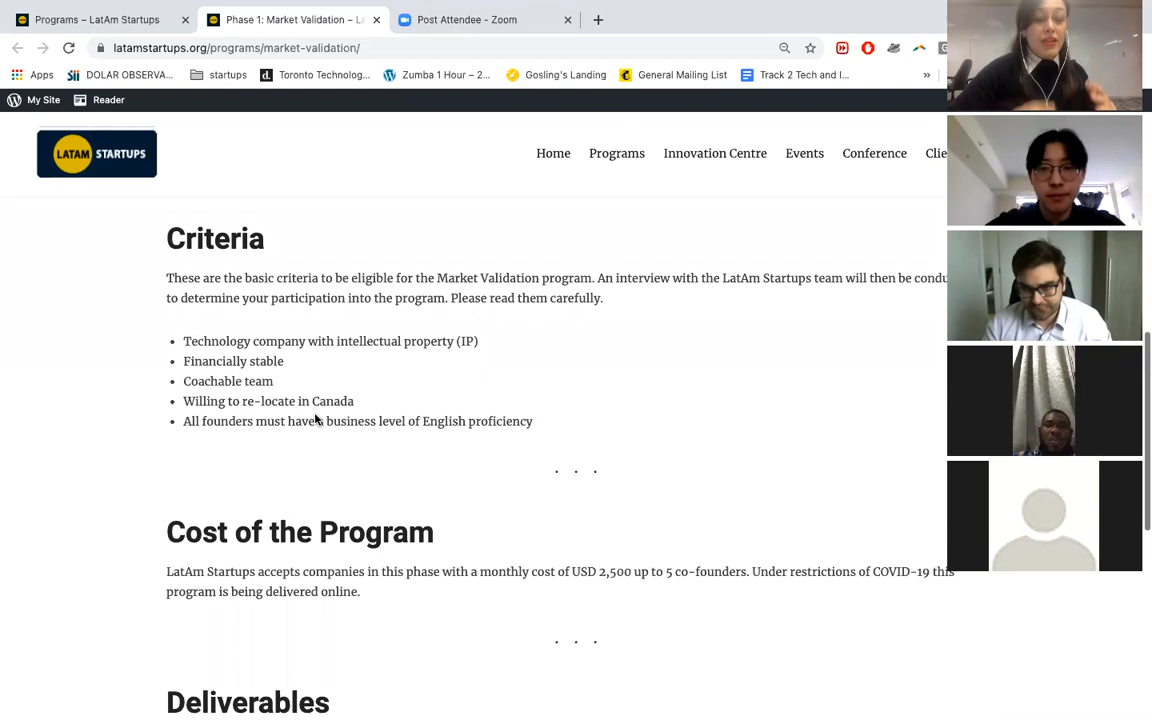 Programs – LatAm Startups
Phase 1: Market Validation – L
Post Attendee - Zoom
latamstartups.org/programs/market-validation/
Apps
DOLAR OBSERVA...
startups
Toronto Technolog...
Zumba 1 Hour – 2...
Gosling's Landing
General Mailing List
Track 2 Tech and I...
»
My Site
Reader
LATAM STARTUPS
Home
Programs
Innovation Centre
Events
Conference
Clie
Criteria
These are the basic criteria to be eligible for the Market Validation program. An interview with the LatAm Startups team will then be condu
to determine your participation into the program. Please read them carefully.
• Technology company with intellectual property (IP)
• Financially stable
• Coachable team
• Willing to re-locate in Canada
• All founders must have a business level of English proficiency
. . .
Cost of the Program
LatAm Startups accepts companies in this phase with a monthly cost of USD 2,500 up to 5 co-founders. Under restrictions of COVID-19 this
program is being delivered online.
. . .
Deliverables